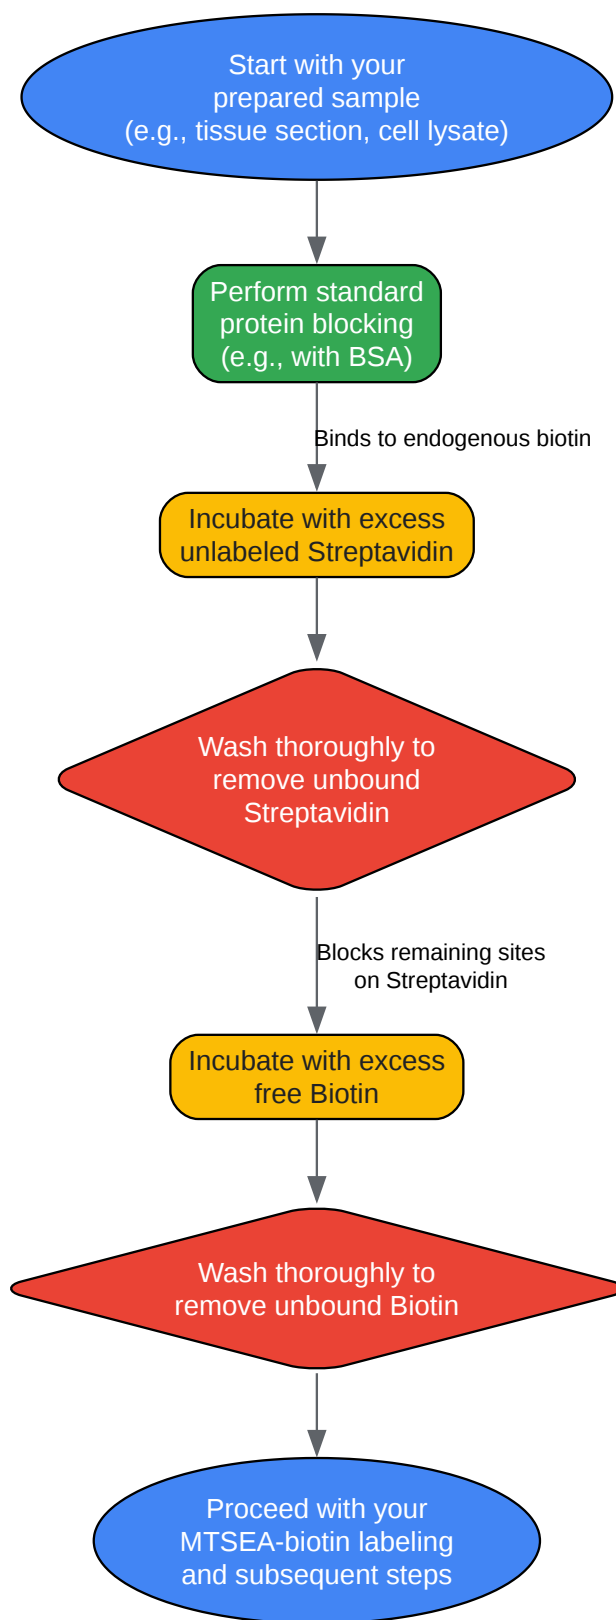 Start with your
prepared sample
(e.g., tissue section, cell lysate)
Perform standard
protein blocking
(e.g., with BSA)
Binds to endogenous biotin
Incubate with excess
unlabeled Streptavidin
Wash thoroughly to
remove unbound
Streptavidin
Blocks remaining sites
on Streptavidin
Incubate with excess
free Biotin
Wash thoroughly to
remove unbound Biotin
Proceed with your
MTSEA-biotin labeling
and subsequent steps